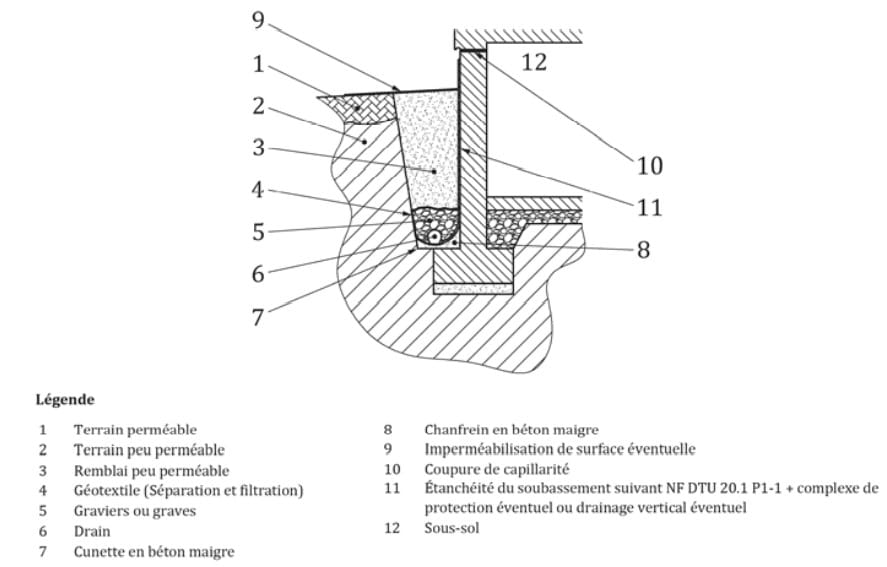 9
1
12
2
3
10
4
11
5
8
6
7
Légende
1 Terrain perméable
2 Terrain peu perméable
3 Remblai peu perméable
4 Géotextile (Séparation et filtration)
5 Graviers ou graves
6 Drain
7 Cunette en béton maigre
8 Chanfrein en béton maigre
9 Imperméabilisation de surface éventuelle
10 Coupure de capillarité
11 Étanchéité du soubassement suivant NF DTU 20.1 P1-1 + complexe de
protection éventuel ou drainage vertical éventuel
12 Sous-sol